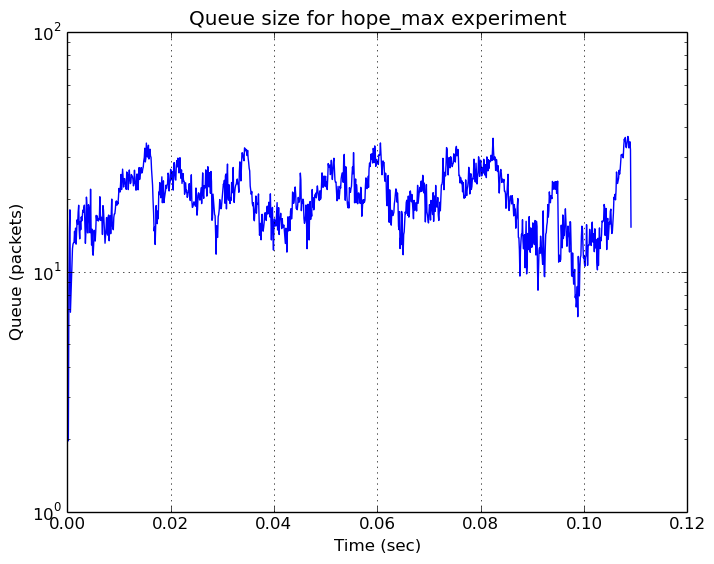 Queue size for hope_max experiment
Queue (packets)
10²
10¹
10⁰
0.00 0.02 0.04 0.06 0.08 0.10 0.12
Time (sec)